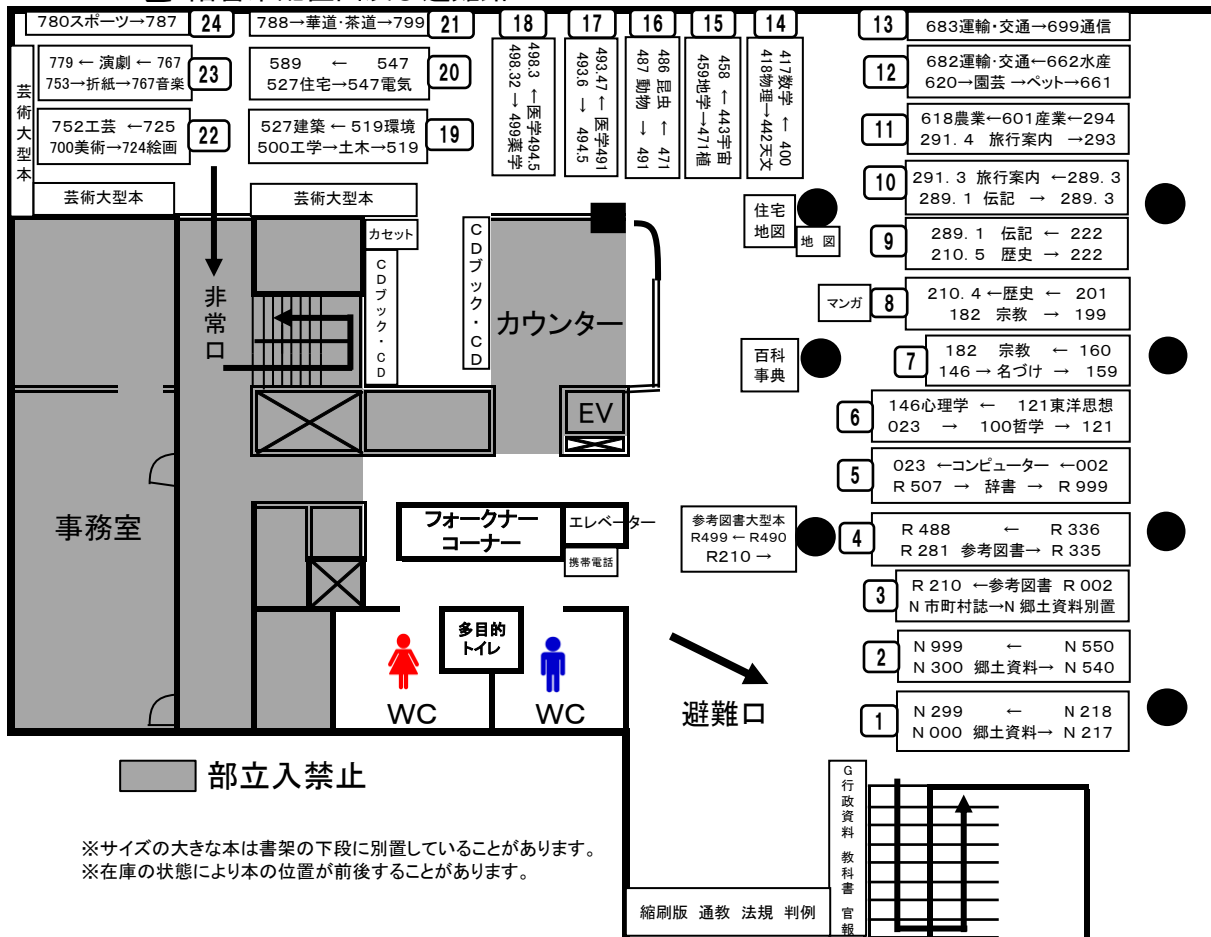 780スポーツ→787
24
788→華道・茶道→799
21
18
17
16
15
14
13
683運輸・交通→699通信
芸術大型本
779 ← 演劇 ← 767
753→折紙→767音楽
23
589 ← 547
527住宅→547電気
20
498.3 ←医学494.5
498.32 → 499薬学
493.47 ← 医学491
493.6 → 494.5
486 昆虫 ← 471
487 動物 → 491
458 ← 443宇宙
459地学→471植
417数学 ← 400
418物理→442天文
12
682運輸・交通←662水産
620→園芸 →ペット→661
752工芸 ←725
700美術→724絵画
22
527建築 ← 519環境
500工学→土木→519
19
11
618農業←601産業←294
291.4 旅行案内 →293
芸術大型本
芸術大型本
10
291.3 旅行案内 ←289.3
289.1 伝記 → 289.3
住宅
地図
地 図
カセット
CDブック・CD
CDブック・CD
9
289.1 伝記 ← 222
210.5 歴史 → 222
非常口
カウンター
マンガ
8
210.4 ←歴史 ← 201
182 宗教 → 199
百科
事典
7
182 宗教 ← 160
146 → 名づけ → 159
EV
6
146心理学 ← 121東洋思想
023 → 100哲学 → 121
5
023 ←コンピューター ←002
R 507 → 辞書 → R 999
事務室
フォークナー
コーナー
エレベーター
携帯電話
参考図書大型本
R499 ← R490
R210 →
4
R 488 ← R 336
R 281 参考図書→ R 335
3
R 210 ←参考図書 R 002
N 市町村誌→N 郷土資料別置
多目的
トイレ
2
N 999 ← N 550
N 300 郷土資料→ N 540
WC
WC
避難口
1
N 299 ← N 218
N 000 郷土資料→ N 217
部立入禁止
G行政資料 教科書 官報
※サイズの大きな本は書架の下段に別置していることがあります。
※在庫の状態により本の位置が前後することがあります。
縮刷版 通教 法規 判例